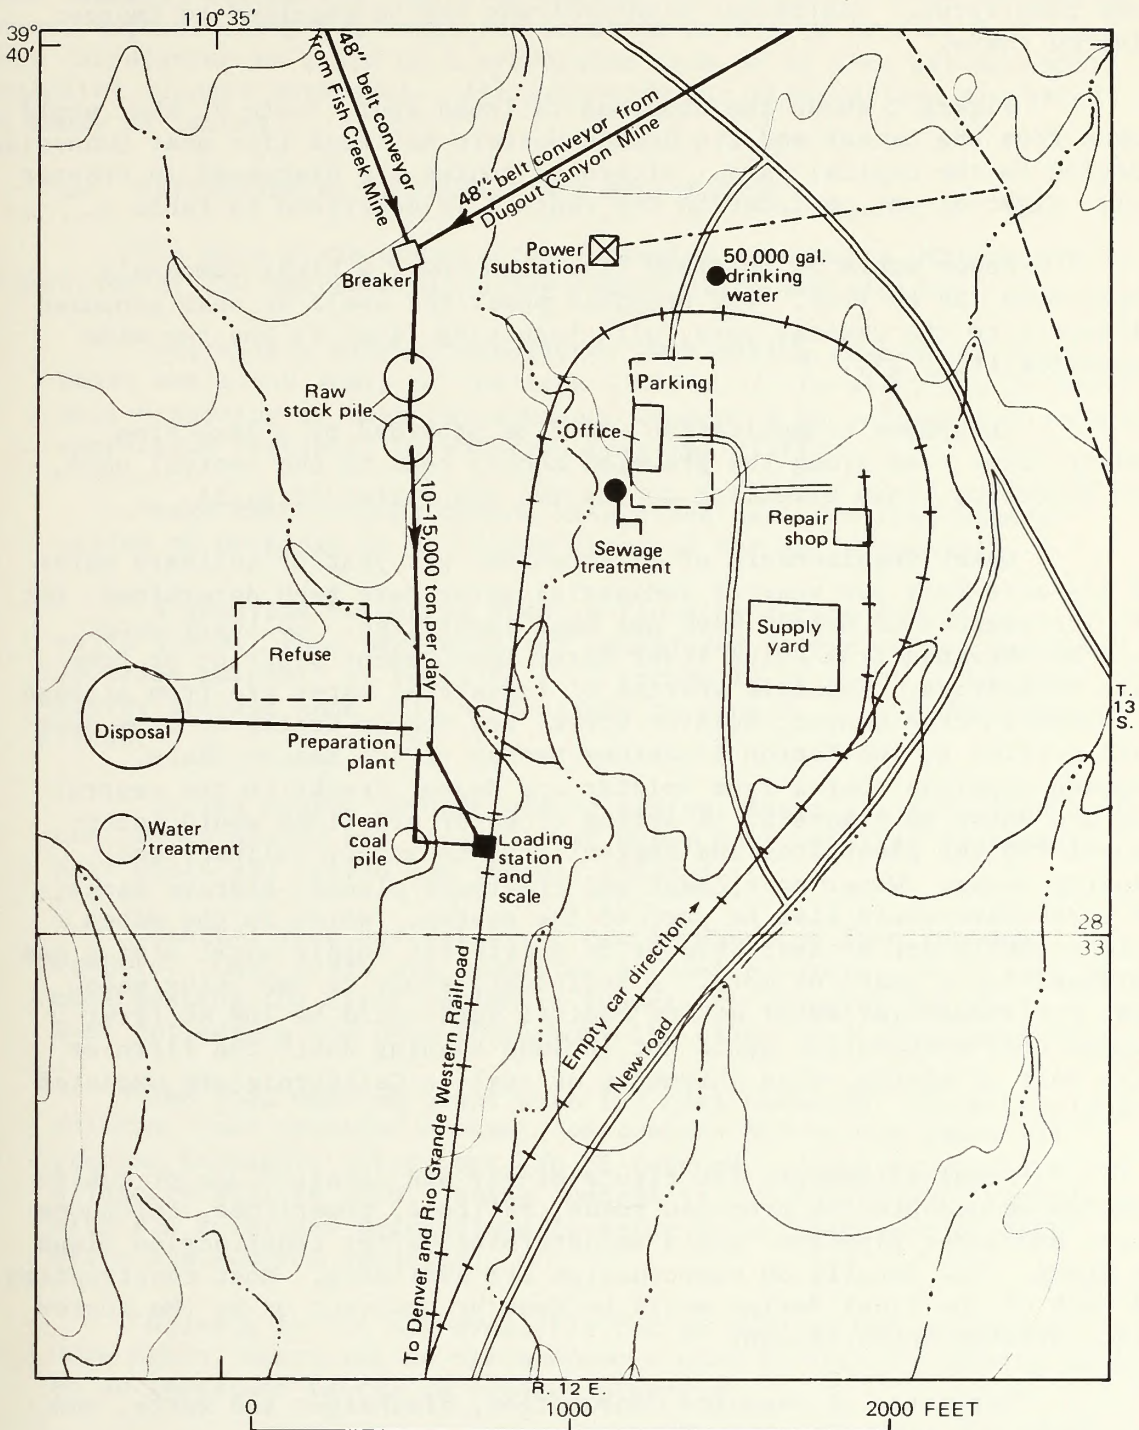 110°35'
39°
40'
48" belt conveyor
from Fish Creek Mine
48" belt conveyor from
Dugout Canyon Mine
Power
substation
50,000 gal.
drinking
water
Breaker
Raw
stock pile
Parking
Office
10-15,000 ton per day
Repair
shop
Sewage
treatment
Refuse
Supply
yard
T.
13
S.
Disposal
Preparation
plant
Water
treatment
Clean
coal
pile
Loading
station
and
scale
28
33
Empty car direction
New road
To Denver and Rio Grande Western Railroad
R. 12 E.
0 1000 2000 FEET